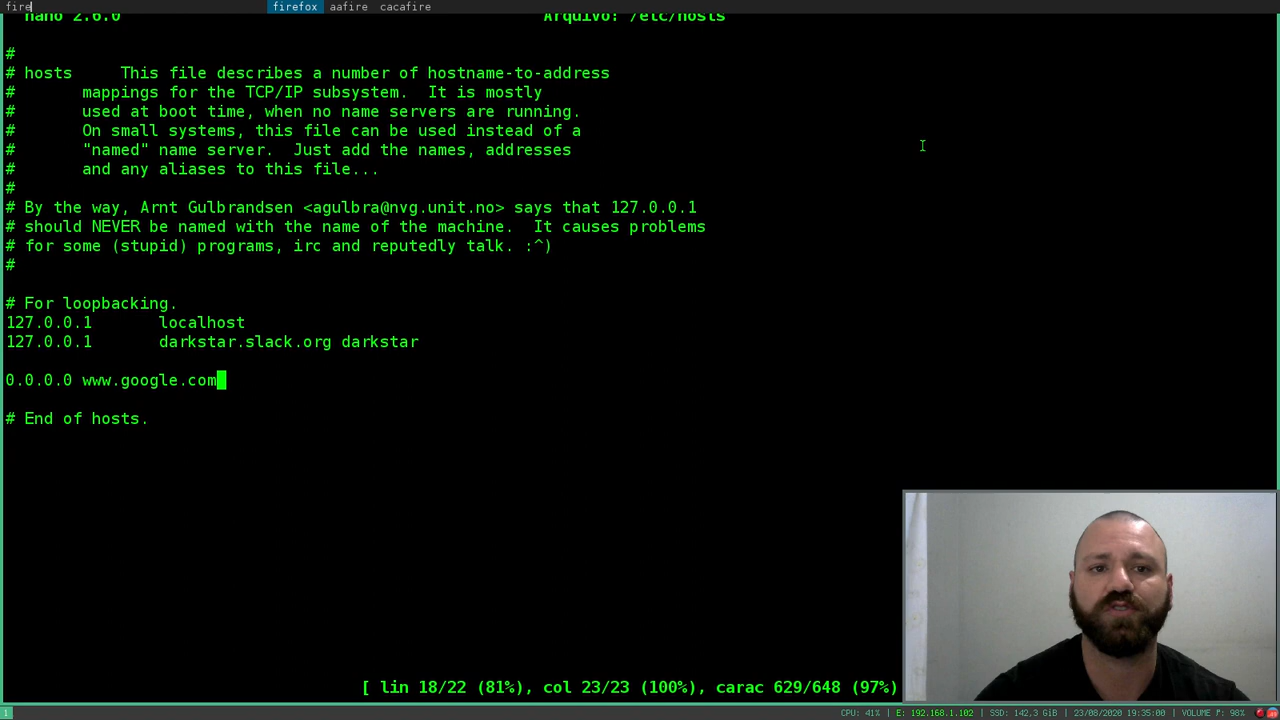 fire firefox aafire cacafire
nano 2.6.0 Arquivo: /etc/hosts
#
# hosts This file describes a number of hostname-to-address
# mappings for the TCP/IP subsystem. It is mostly
# used at boot time, when no name servers are running.
# On small systems, this file can be used instead of a
# "named" name server. Just add the names, addresses
# and any aliases to this file...
#
# By the way, Arnt Gulbrandsen <agulbra@nvg.unit.no> says that 127.0.0.1
# should NEVER be named with the name of the machine. It causes problems
# for some (stupid) programs, irc and reputedly talk. :^)
#
# For loopbacking.
127.0.0.1 localhost
127.0.0.1 darkstar.slack.org darkstar
0.0.0.0 www.google.com
# End of hosts.
[ lin 18/22 (81%), col 23/23 (100%), carac 629/648 (97%)
1 CPU: 41% | E: 192.168.1.102 | SSD: 142,3 GiB | 23/08/2020 19:35:00 | VOLUME : 98%